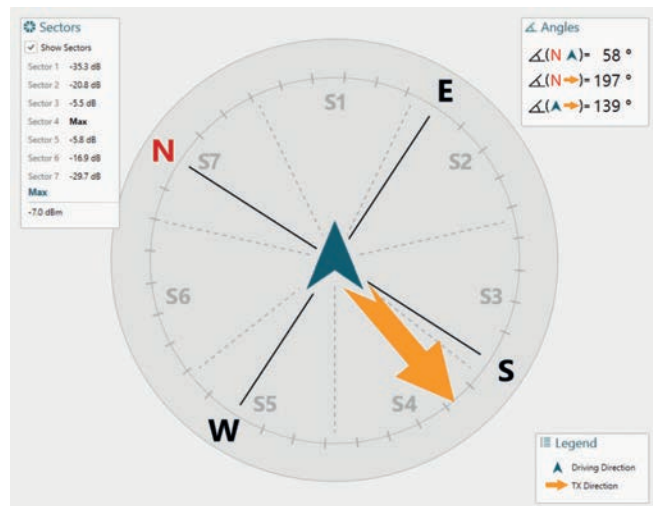 Sectors
Show Sectors
Sector 1 -35.3 dB
Sector 2 -20.8 dB
Sector 3 -5.5 dB
Sector 4 Max
Sector 5 -5.8 dB
Sector 6 -16.9 dB
Sector 7 -29.7 dB
Max
-7.0 dBm
Angles
∡(N )= 58 °
∡(N )= 197 °
∡( )= 139 °
E
S1
N
S7
S2
S6
S3
S
S5
S4
W
Legend
Driving Direction
TX Direction